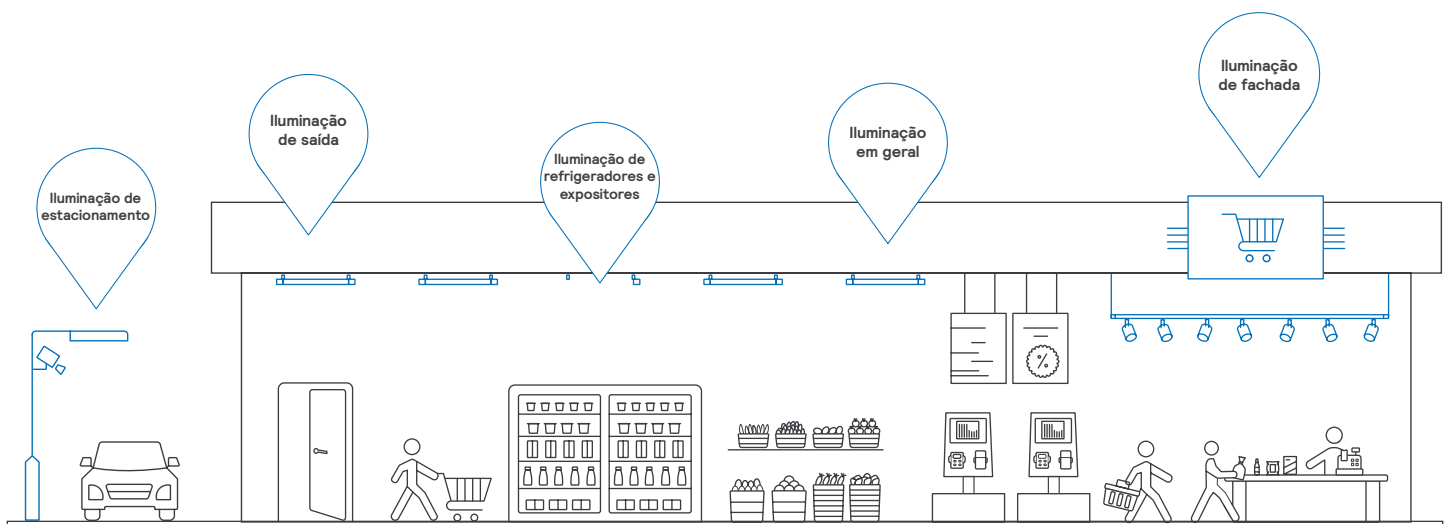 Iluminação de
estacionamento
Iluminação
de saída
Iluminação de
refrigeradores e
expositores
Iluminação
em geral
Iluminação
de fachada
%